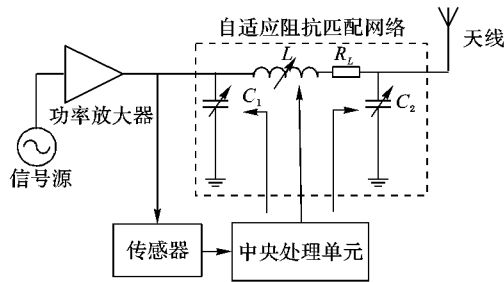 自适应阻抗匹配网络
天线
L
R_L
C_1
C_2
功率放大器
信号源
传感器
中央处理单元